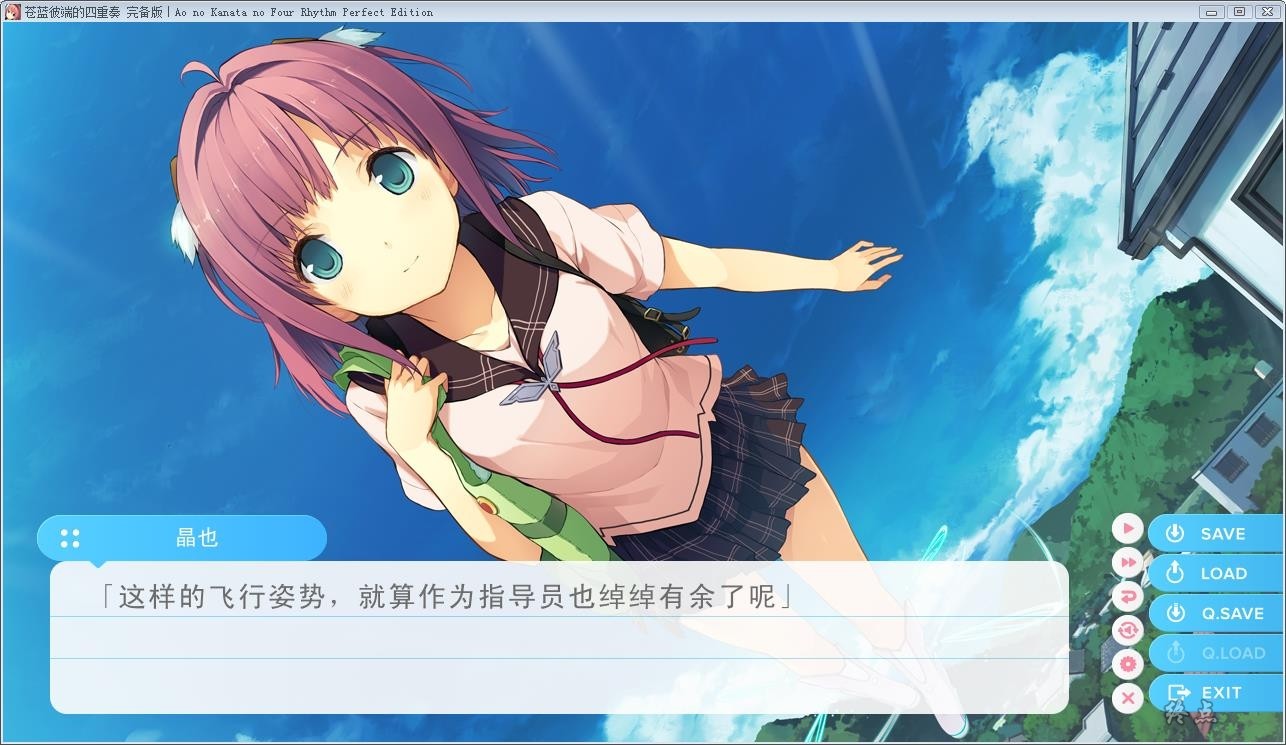 苍蓝彼端的四重奏 完备版 | Ao no Kanata no Four Rhythm Perfect Edition
晶也
「这样的飞行姿势，就算作为指导员也绰绰有余了呢」
SAVE
LOAD
Q.SAVE
Q.LOAD
EXIT
终点